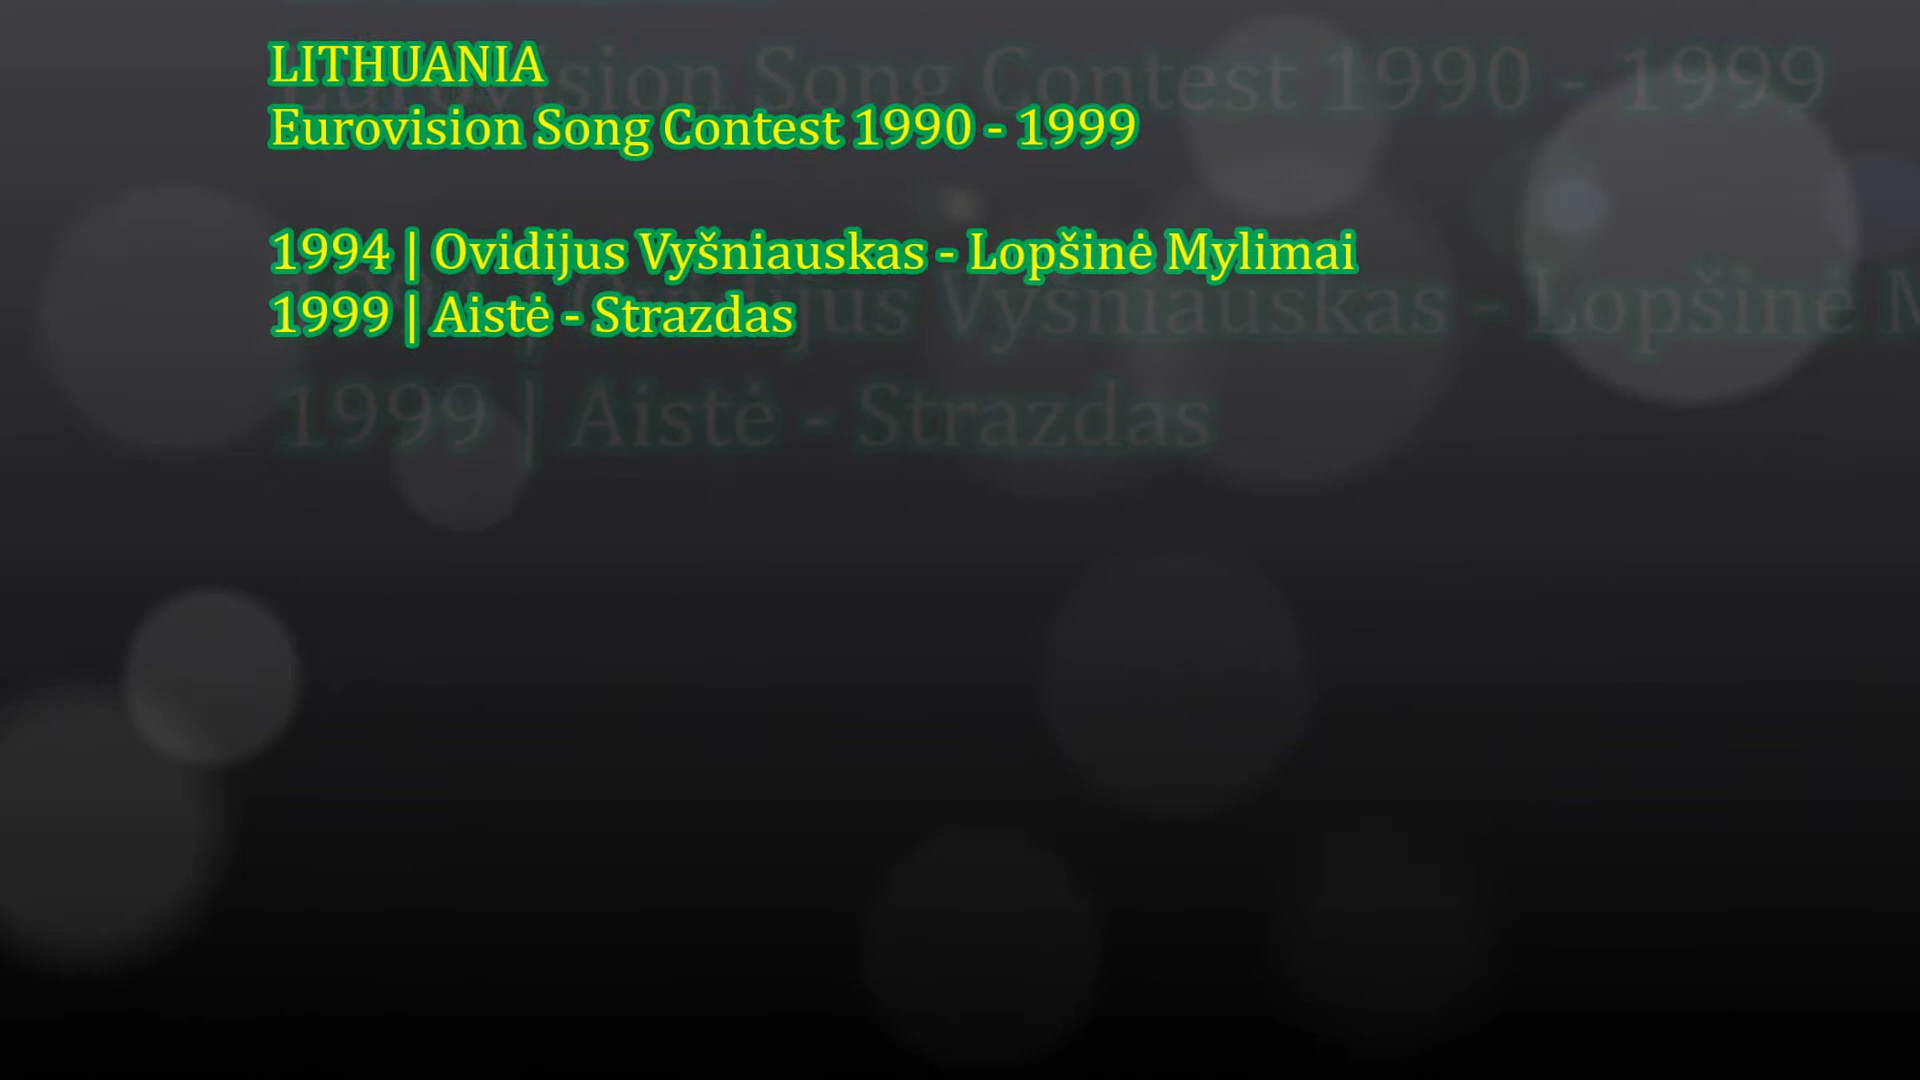 LITHUANIA
Eurovision Song Contest 1990 - 1999
1994 | Ovidijus Vyšniauskas - Lopšinė Mylimai
1999 | Aistė - Strazdas